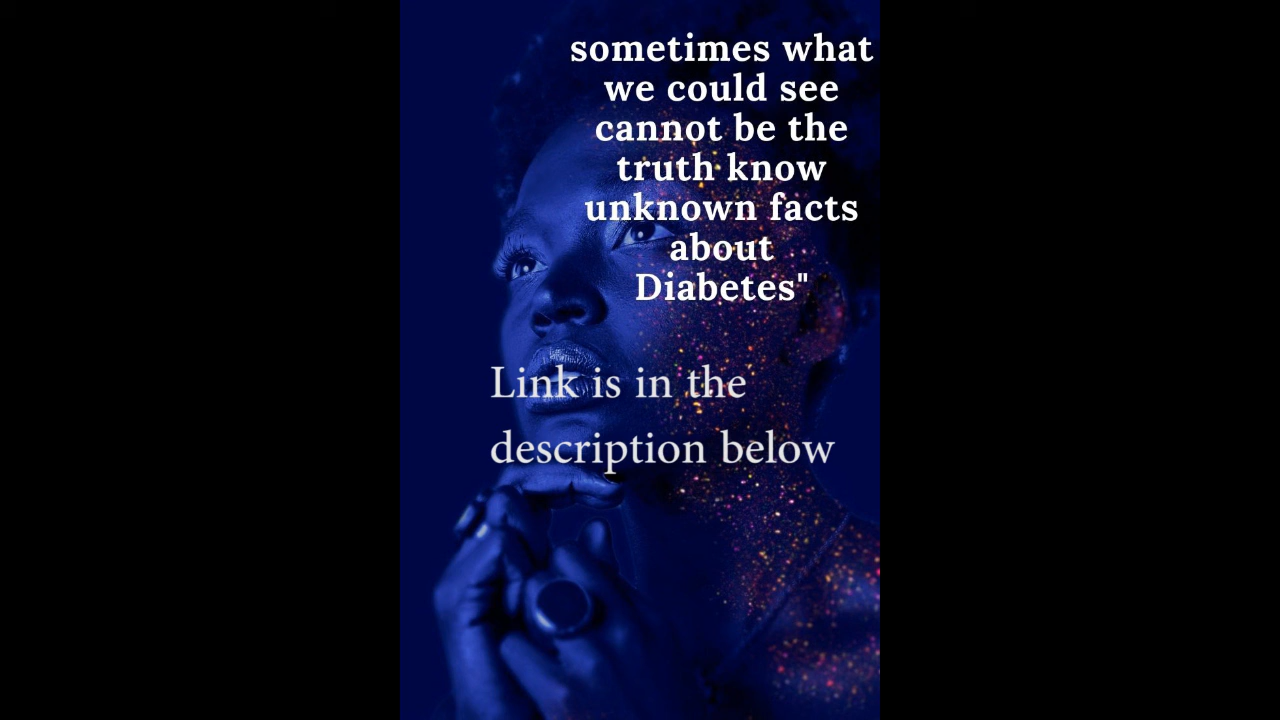 sometimes what
we could see
cannot be the
truth know
unknown facts
about
Diabetes"
Link is in the
description below